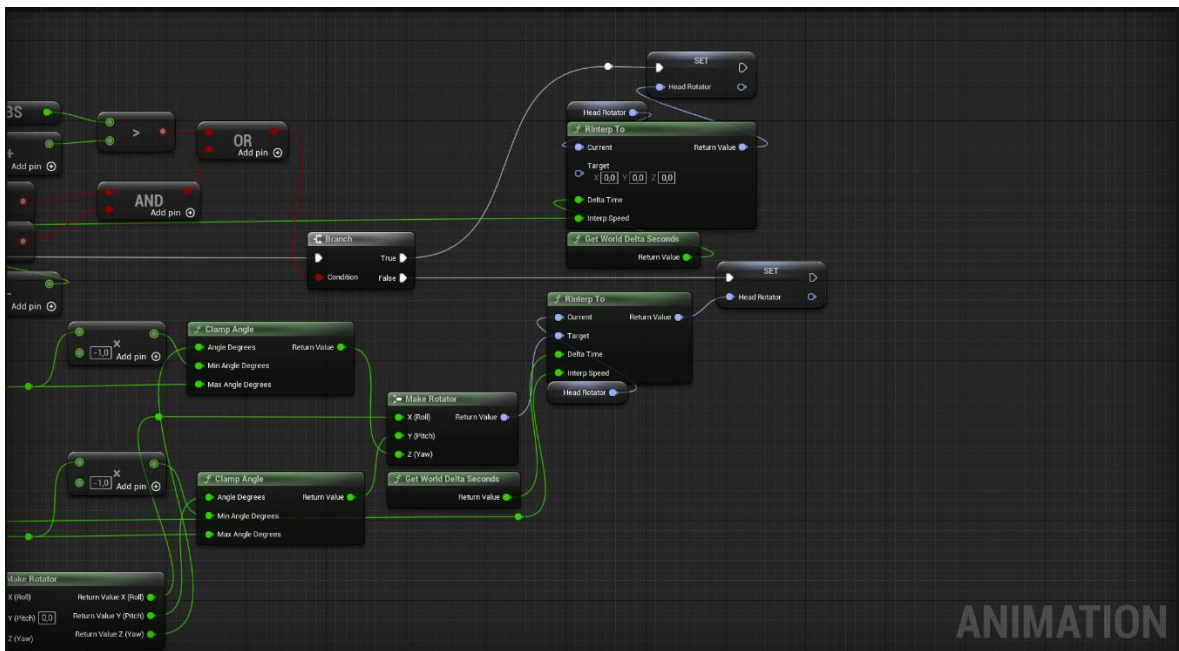 SET
Head Rotator
Head Rotator
RInterp To
Current Return Value
Target
X 0,0 Y 0,0 Z 0,0
Delta Time
Interp Speed
Get World Delta Seconds
Return Value
BS
>
OR
Add pin
+
Add pin
AND
Add pin
Branch
True
Condition False
-
Add pin
SET
Head Rotator
RInterp To
Current Return Value
Target
Delta Time
Interp Speed
Head Rotator
×
-1,0 Add pin
Clamp Angle
Angle Degrees Return Value
Min Angle Degrees
Max Angle Degrees
Make Rotator
X (Roll) Return Value
Y (Pitch)
Z (Yaw)
×
-1,0 Add pin
Clamp Angle
Angle Degrees Return Value
Min Angle Degrees
Max Angle Degrees
Get World Delta Seconds
Return Value
Make Rotator
X (Roll) Return Value X (Roll)
Y (Pitch) 0,0 Return Value Y (Pitch)
Z (Yaw) Return Value Z (Yaw)
ANIMATION